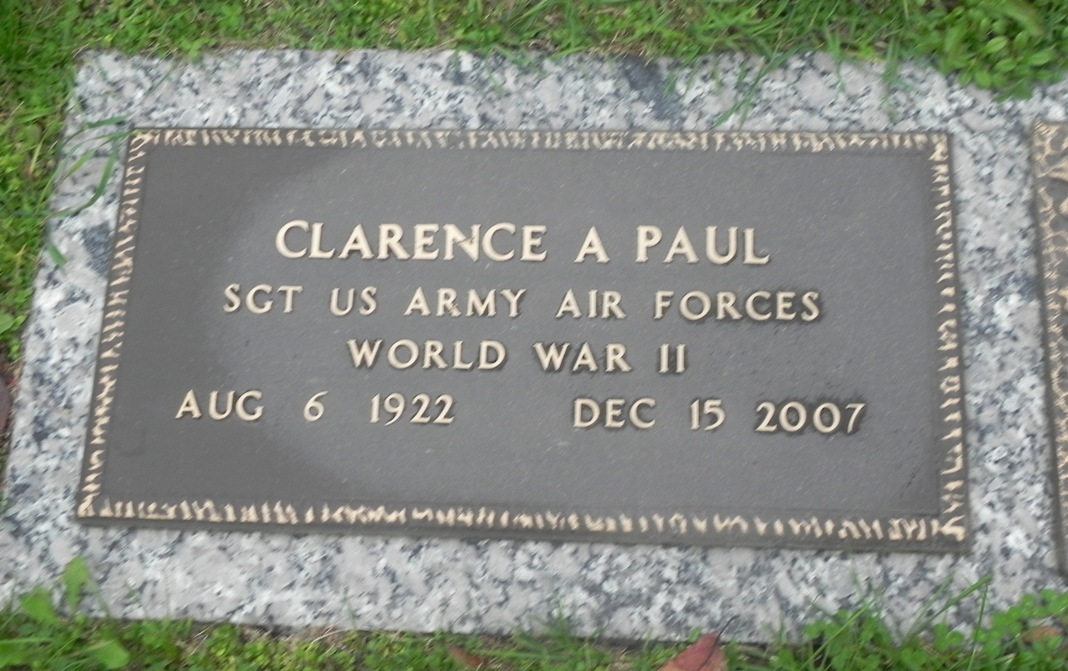 CLARENCE A PAUL
SGT US ARMY AIR FORCES
WORLD WAR II
AUG 6 1922 DEC 15 2007